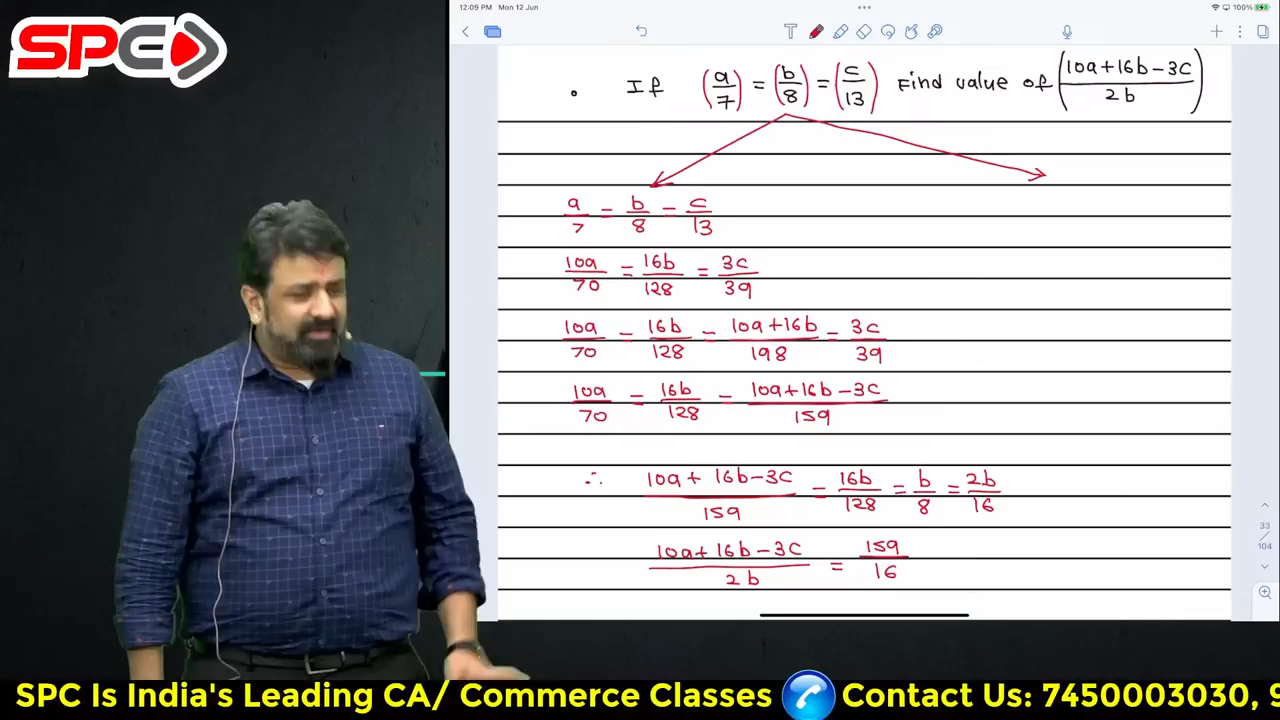 12:09 PM Mon 12 Jun
100%
SPC
T
. If (a/7) = (b/8) = (c/13) Find value of (10a+16b-3c / 2b)
a/7 = b/8 = c/13
10a/70 = 16b/128 = 3c/39
10a/70 = 16b/128 = 10a+16b/198 = 3c/39
10a/70 = 16b/128 = 10a+16b-3c/159
∴ 10a+16b-3c/159 = 16b/128 = b/8 = 2b/16
10a+16b-3c/2b = 159/16
33
/
104
SPC Is India's Leading CA/ Commerce Classes Contact Us: 7450003030, S